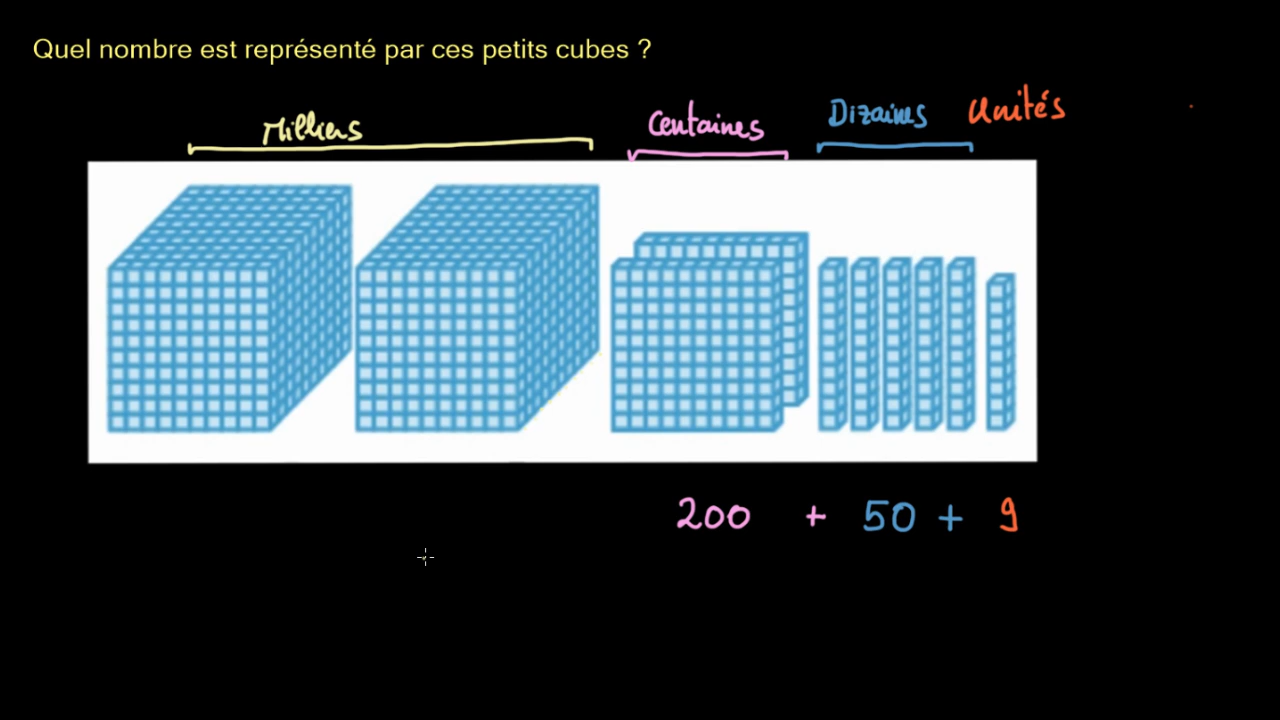 Quel nombre est représenté par ces petits cubes ?
Milliers Centaines Dizaines Unités
200 + 50 + 9